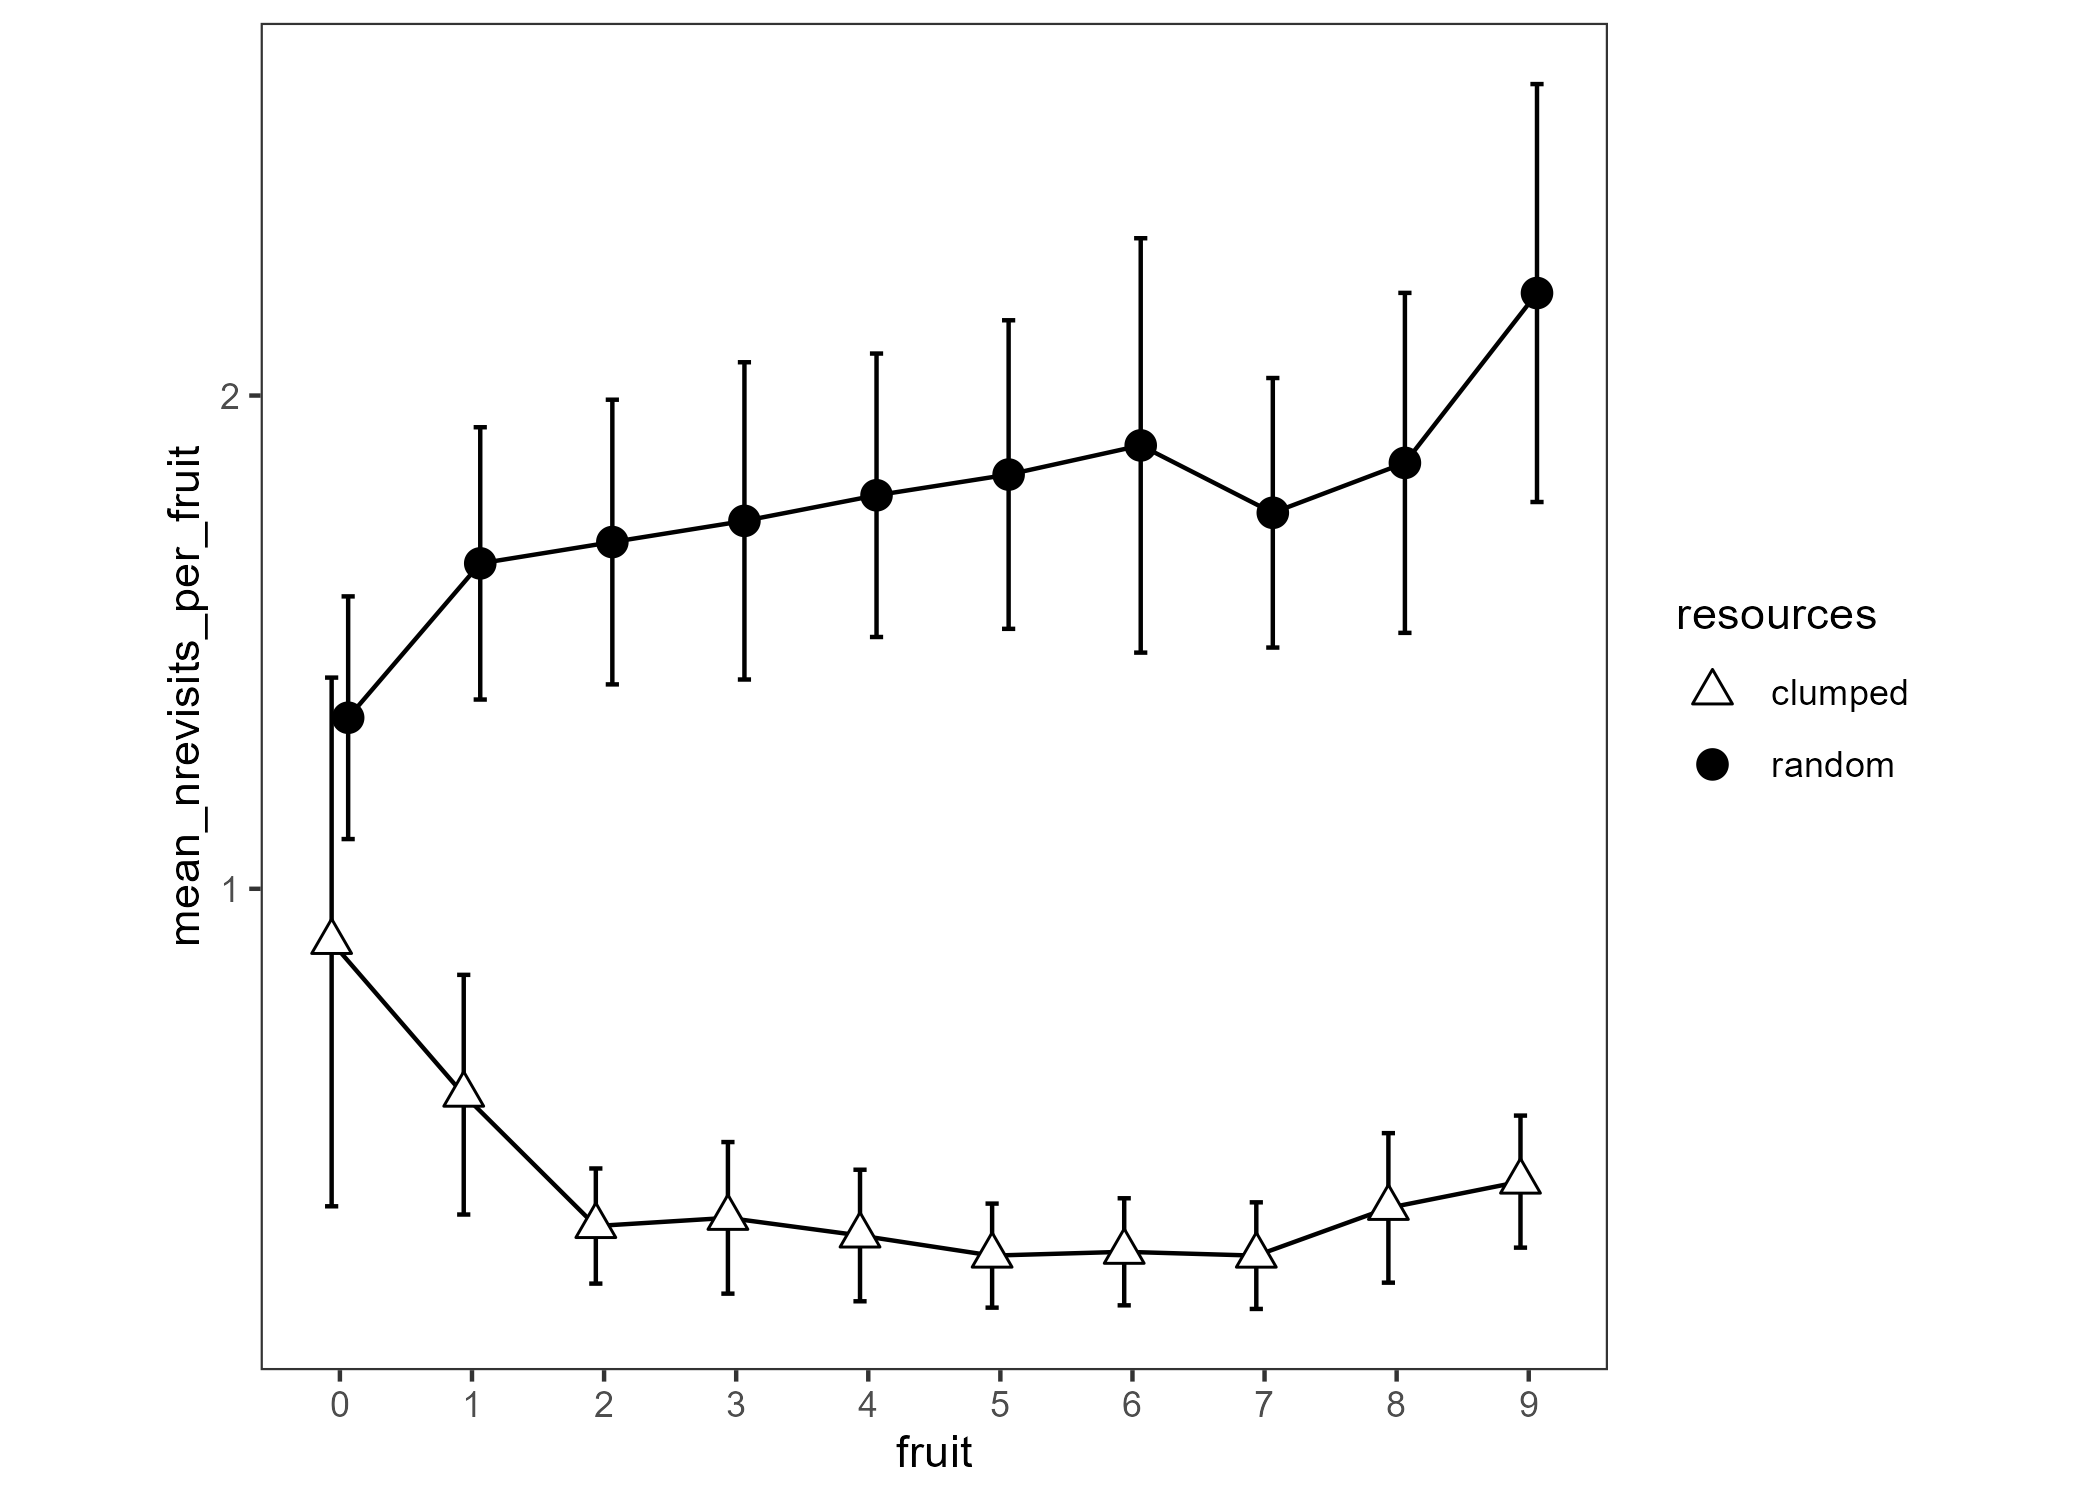 mean_nrevisits_per_fruit
2
1
0 1 2 3 4 5 6 7 8 9
fruit
resources
clumped
random